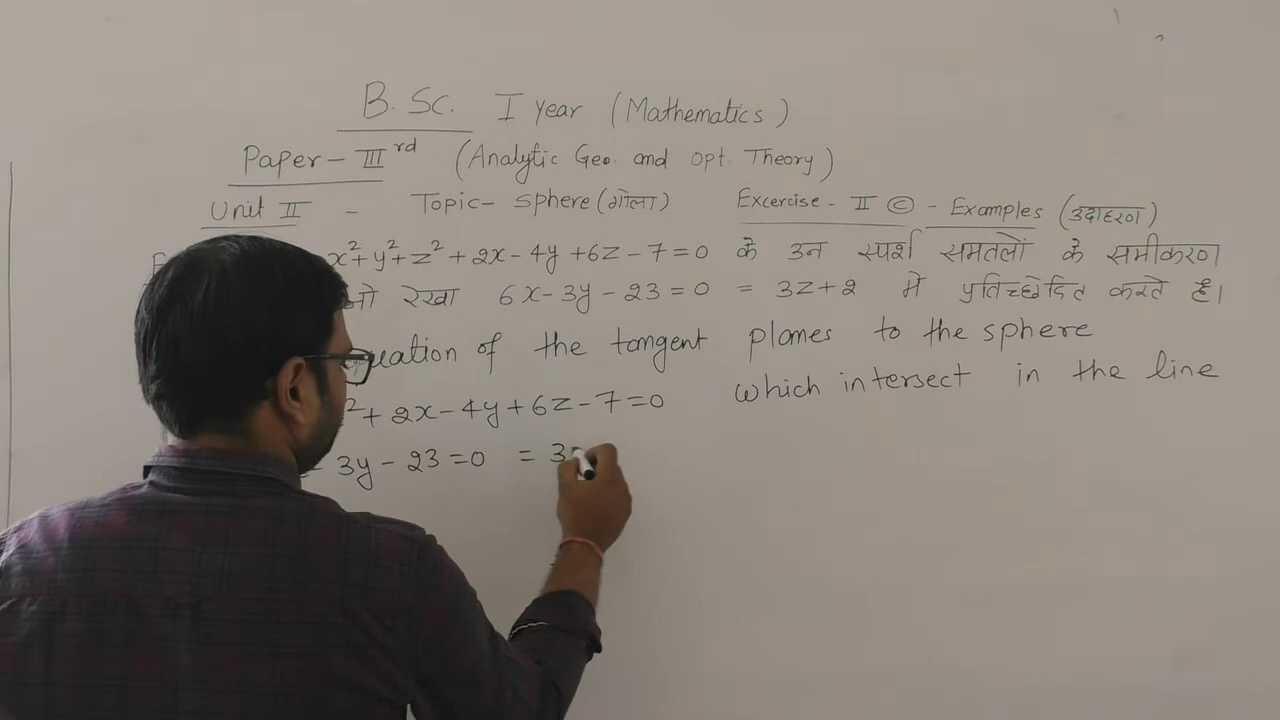 B.Sc. I year (Mathematics)
Paper- III rd (Analytic Geo. and Opt. Theory)
Unit II - Topic- Sphere (गोला) Excercise - II © - Examples (उदाहरण)
x²+y²+z²+2x-4y+6z-7=0 के उन स्पर्श समतलों के समीकरण
रेखा 6x-3y-23=0 = 3z+2 मे प्रतिच्छेदित करते है।
of the tangent planes to the sphere
+2x-4y+6z-7=0 which intersect in the line
3y-23=0 = 3